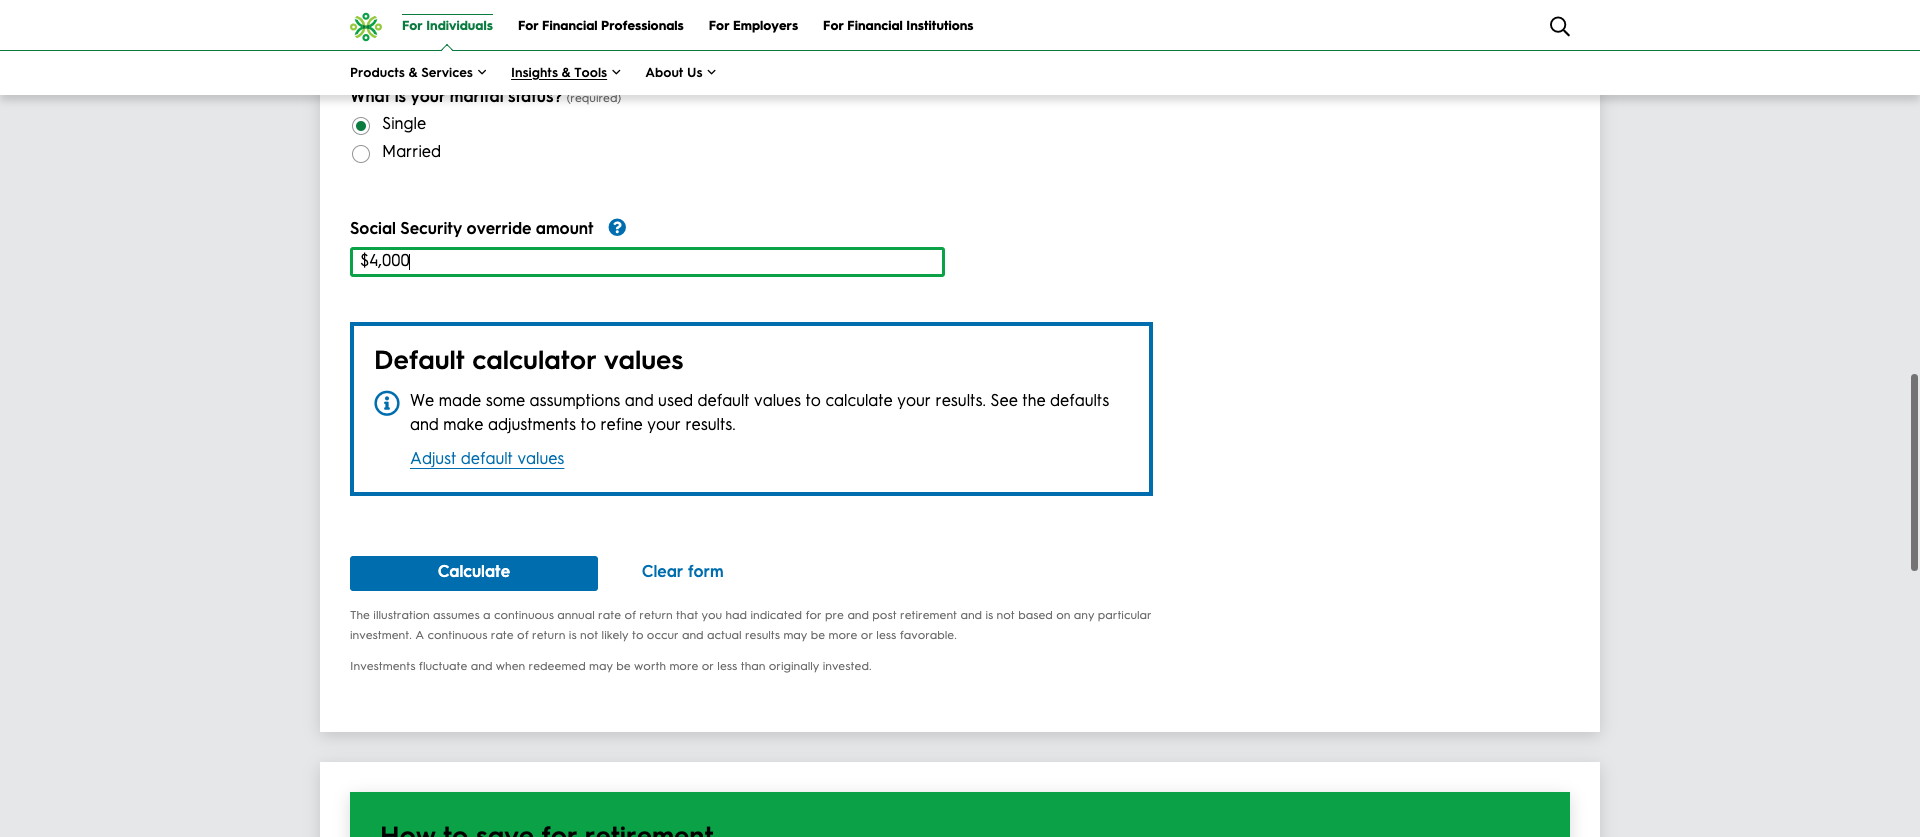 For Individuals For Financial Professionals For Employers For Financial Institutions
Products & Services Insights & Tools About Us
What is your marital status? (required)
Single
Married
Social Security override amount ?
$4,000
Default calculator values
We made some assumptions and used default values to calculate your results. See the defaults
and make adjustments to refine your results.
Adjust default values
Calculate Clear form
The illustration assumes a continuous annual rate of return that you had indicated for pre and post retirement and is not based on any particular
investment. A continuous rate of return is not likely to occur and actual results may be more or less favorable.
Investments fluctuate and when redeemed may be worth more or less than originally invested.
How to save for retirement